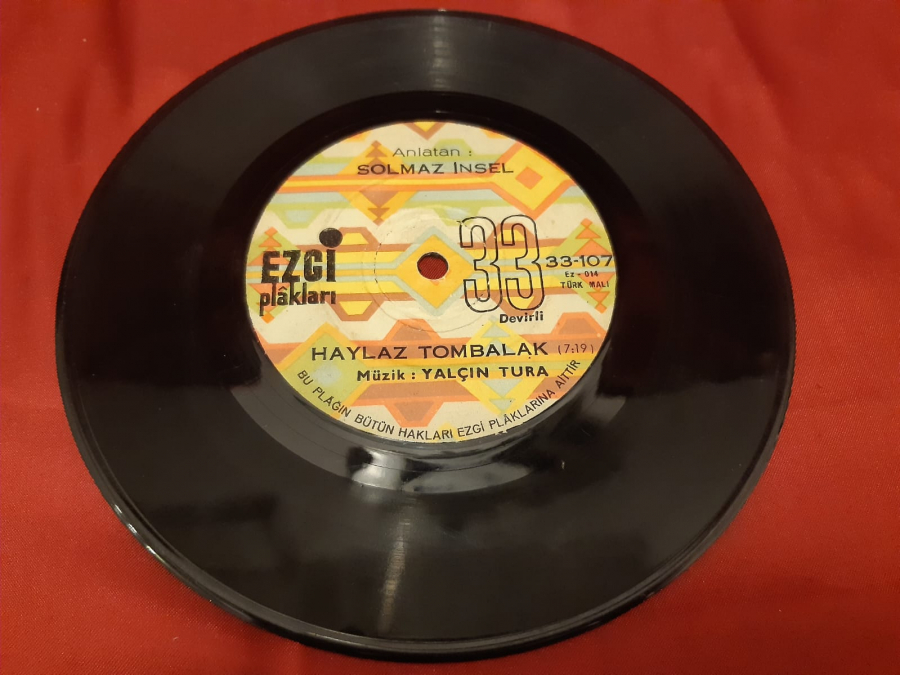 Anlatan :
SOLMAZ İNSEL
EZGİ
plâkları
33
Devirli
33-107
Ez - 014
TÜRK MALI
HAYLAZ TOMBALAK (7:19)
Müzik : YALÇIN TURA
BU PLAĞIN BÜTÜN HAKLARI EZGİ PLÂKLARINA AİTTİR